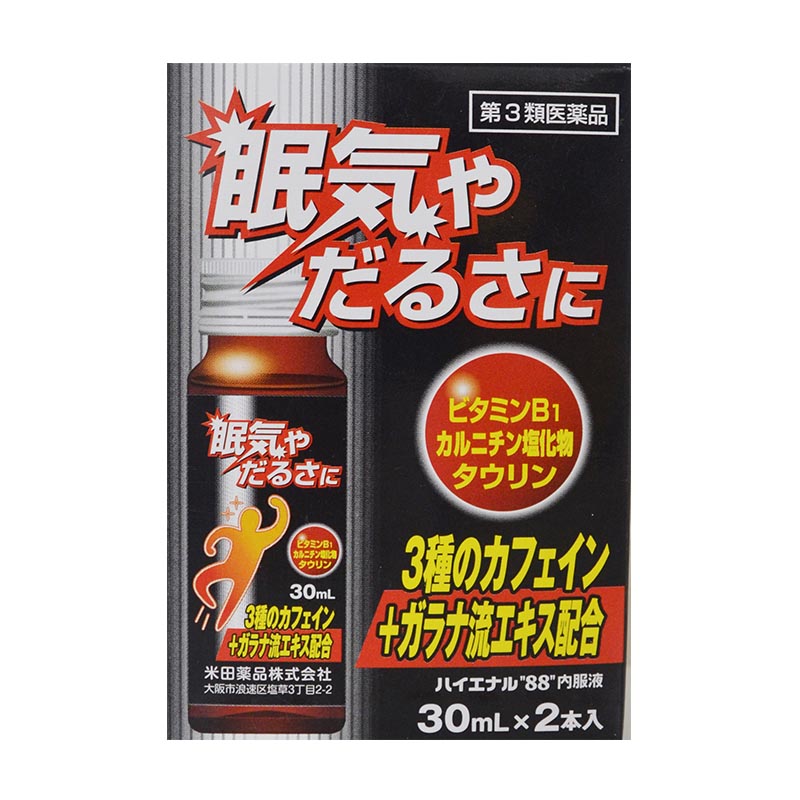 第3類医薬品
眠気や
だるさに
ビタミンB1
カルニチン塩化物
タウリン
3種のカフェイン
+ガラナ流エキス配合
ハイエナル"88"内服液
30mL×2本入
眠気や
だるさに
ビタミンB1
カルニチン塩化物
タウリン
30mL
3種のカフェイン
+ガラナ流エキス配合
米田薬品株式会社
大阪市浪速区塩草3丁目2-2